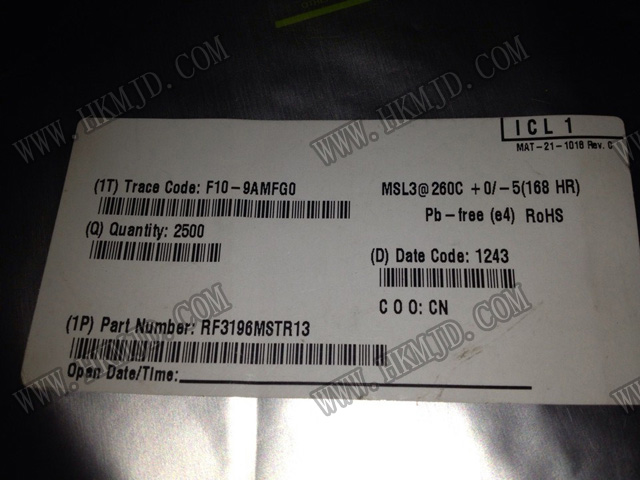 ICL 1
MAT-21-1018 Rev. C
(1T) Trace Code: F10-9AMFG0
MSL3@260C +0/-5(168 HR)
Pb-free (e4) RoHS
(Q) Quantity: 2500
(D) Date Code: 1243
COO: CN
(1P) Part Number: RF3196MSTR13
Open Date/Time:
WWW.HKMJD.COM
WWW.HKMJD.COM
WWW.HKMJD.COM
WWW.HKMJD.COM
WWW.
WWW.